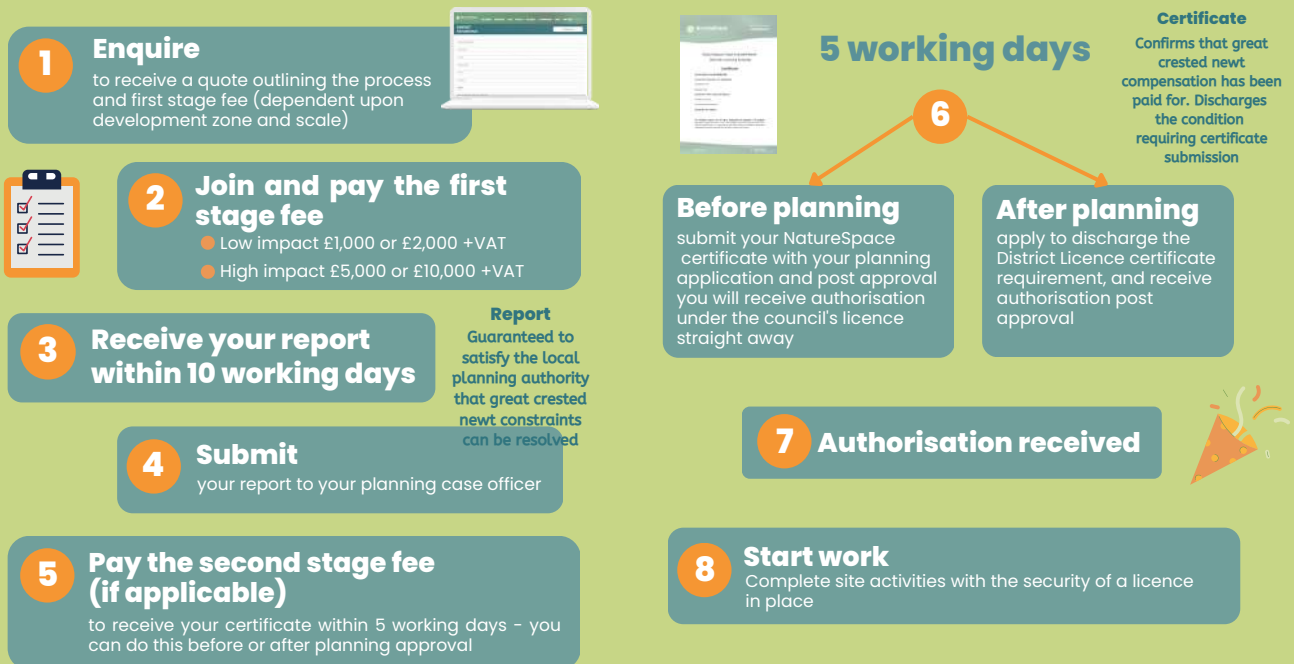 1
Enquire
to receive a quote outlining the process
and first stage fee (dependent upon
development zone and scale)
2
Join and pay the first
stage fee
Low impact £1,000 or £2,000 +VAT
High impact £5,000 or £10,000 +VAT
3
Receive your report
within 10 working days
Report
Guaranteed to
satisfy the local
planning authority
that great crested
newt constraints
can be resolved
4
Submit
your report to your planning case officer
5
Pay the second stage fee
(if applicable)
to receive your certificate within 5 working days - you
can do this before or after planning approval
5 working days
Certificate
Confirms that great
crested newt
compensation has been
paid for. Discharges
the condition
requiring certificate
submission
6
Before planning
submit your NatureSpace
certificate with your planning
application and post approval
you will receive authorisation
under the council's licence
straight away
After planning
apply to discharge the
District Licence certificate
requirement, and receive
authorisation post
approval
7
Authorisation received
8
Start work
Complete site activities with the security of a licence
in place